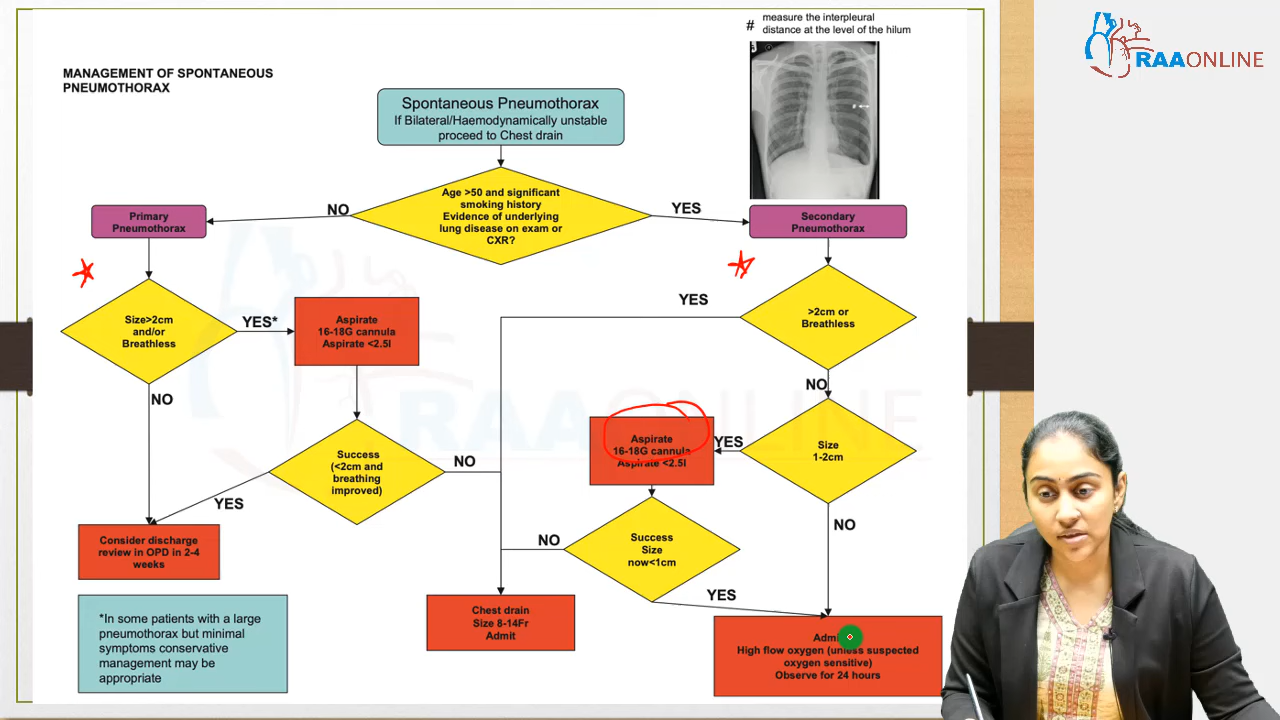 # measure the interpleural
distance at the level of the hilum
RAAONLINE
MANAGEMENT OF SPONTANEOUS
PNEUMOTHORAX
Spontaneous Pneumothorax
If Bilateral/Haemodynamically unstable
proceed to Chest drain
Age >50 and significant
smoking history
Evidence of underlying
lung disease on exam or
CXR?
NO
YES
Primary
Pneumothorax
Secondary
Pneumothorax
Size>2cm
and/or
Breathless
YES*
Aspirate
16-18G cannula
Aspirate <2.5l
YES
>2cm or
Breathless
NO
NO
Success
(<2cm and
breathing
improved)
NO
YES
Aspirate
16-18G cannula
Aspirate <2.5l
YES
Size
1-2cm
NO
Consider discharge
review in OPD in 2-4
weeks
NO
Success
Size
now<1cm
YES
*In some patients with a large
pneumothorax but minimal
symptoms conservative
management may be
appropriate
Chest drain
Size 8-14Fr
Admit
High flow oxygen (unless suspected
oxygen sensitive)
Observe for 24 hours
RAAONLINE